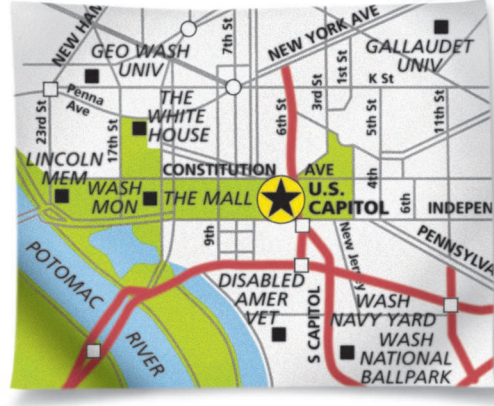 NEW HAM
7th St
NEW YORK AVE
GEO WASH
UNIV
GALLAUDET
UNIV
1st St
K St
Penna
Ave
23rd St
THE
WHITE
HOUSE
17th St
6th St
3rd St
5th St
11th St
LINCOLN
MEM
CONSTITUTION AVE
4th
WASH
MON
THE MALL
U.S.
CAPITOL
6th
INDEPEN
9th
New Jersey
PENNSYLVA
POTOMAC
RIVER
DISABLED
AMER
VET
S CAPITOL
WASH
NAVY YARD
WASH
NATIONAL
BALLPARK